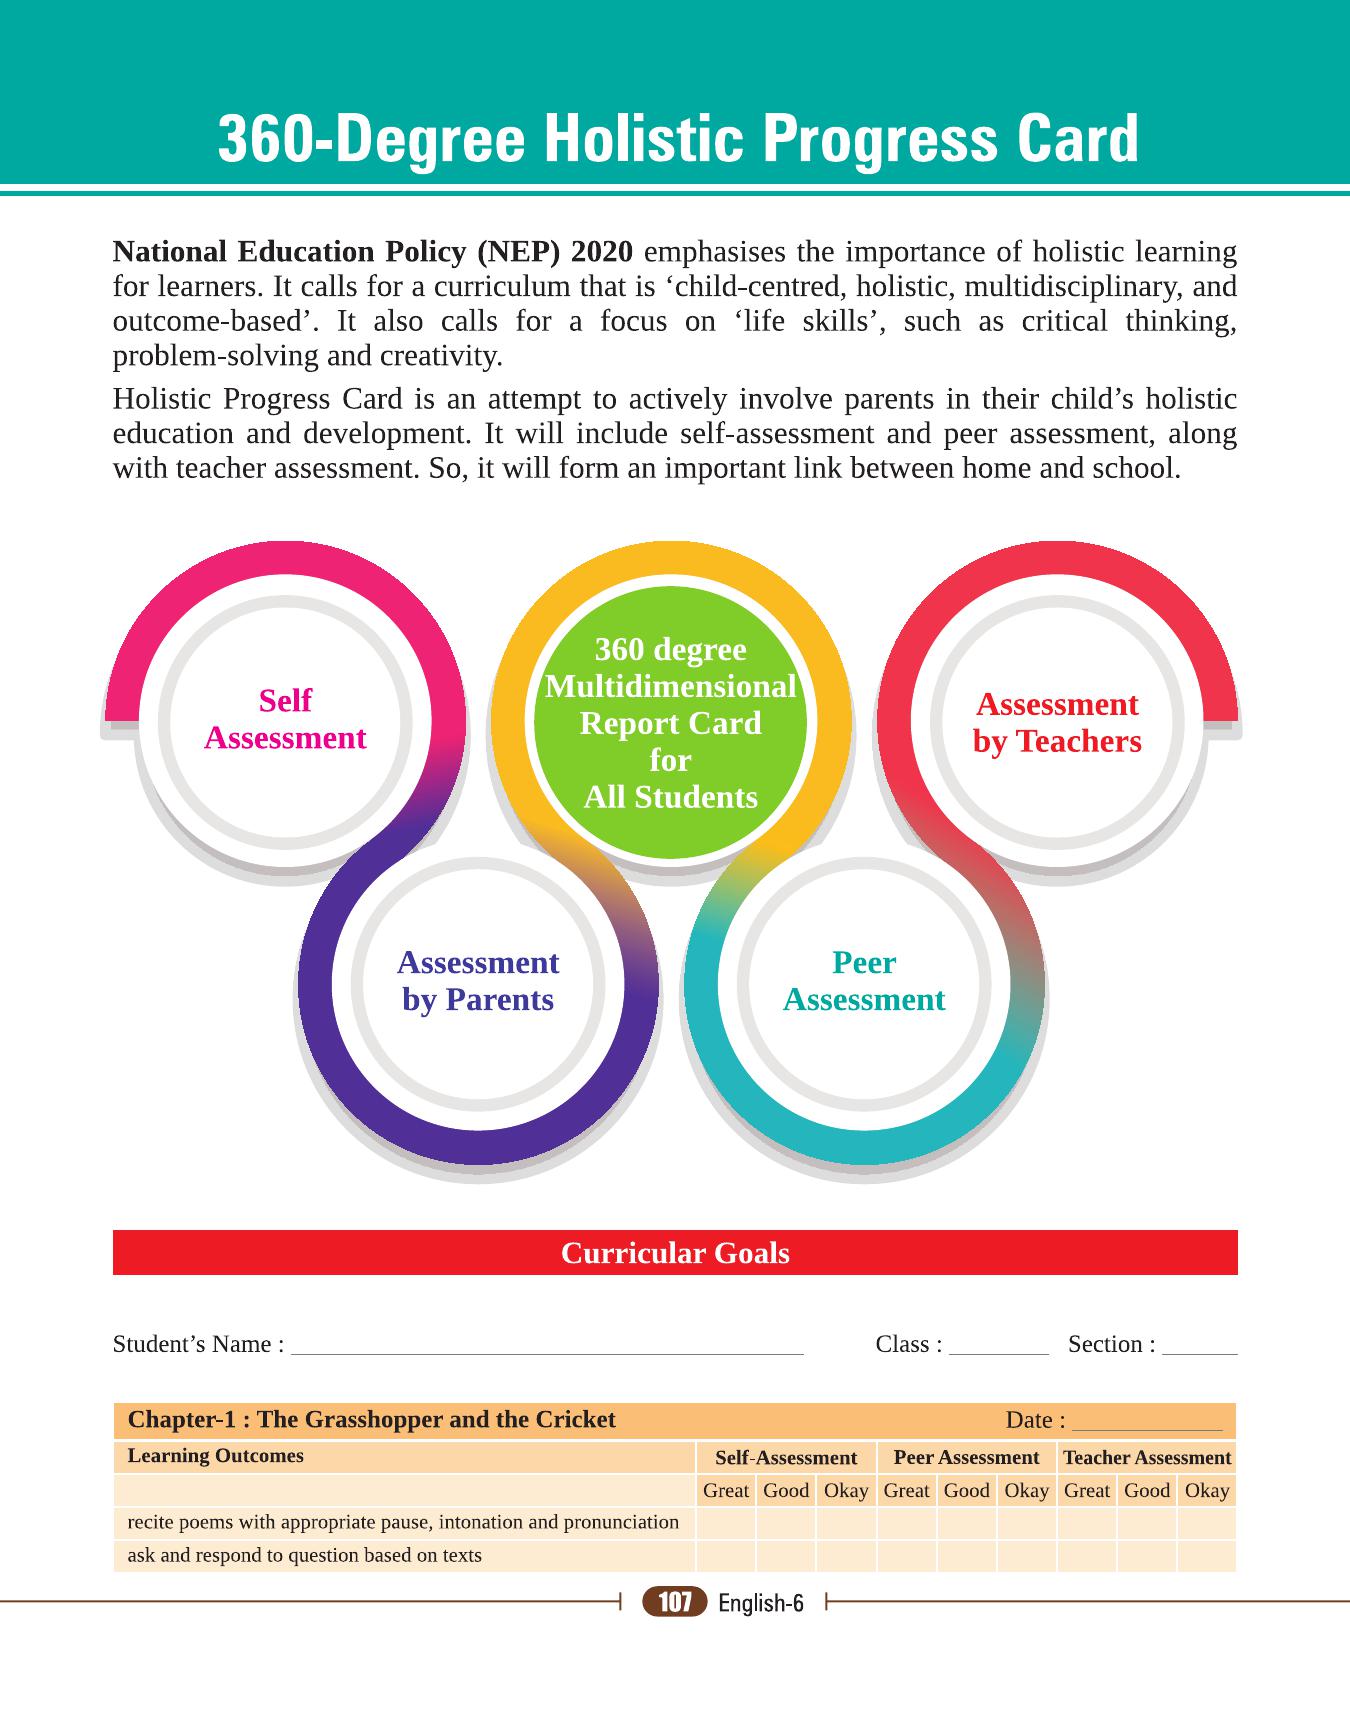 360-Degree Holistic Progress Card
National Education Policy (NEP) 2020 emphasises the importance of holistic learning
for learners. It calls for a curriculum that is ‘child-centred, holistic, multidisciplinary, and
outcome-based’. It also calls for a focus on ‘life skills’, such as critical thinking,
problem-solving and creativity.
Holistic Progress Card is an attempt to actively involve parents in their child’s holistic
education and development. It will include self-assessment and peer assessment, along
with teacher assessment. So, it will form an important link between home and school.
Self
Assessment
360 degree
Multidimensional
Report Card
for
All Students
Assessment
by Teachers
Assessment
by Parents
Peer
Assessment
Curricular Goals
Student’s Name : ____________ Class : ________ Section : ______
Chapter-1 : The Grasshopper and the Cricket Date : ____________
Learning Outcomes Self-Assessment Peer Assessment Teacher Assessment
Great Good Okay Great Good Okay Great Good Okay
recite poems with appropriate pause, intonation and pronunciation
ask and respond to question based on texts
107 English-6